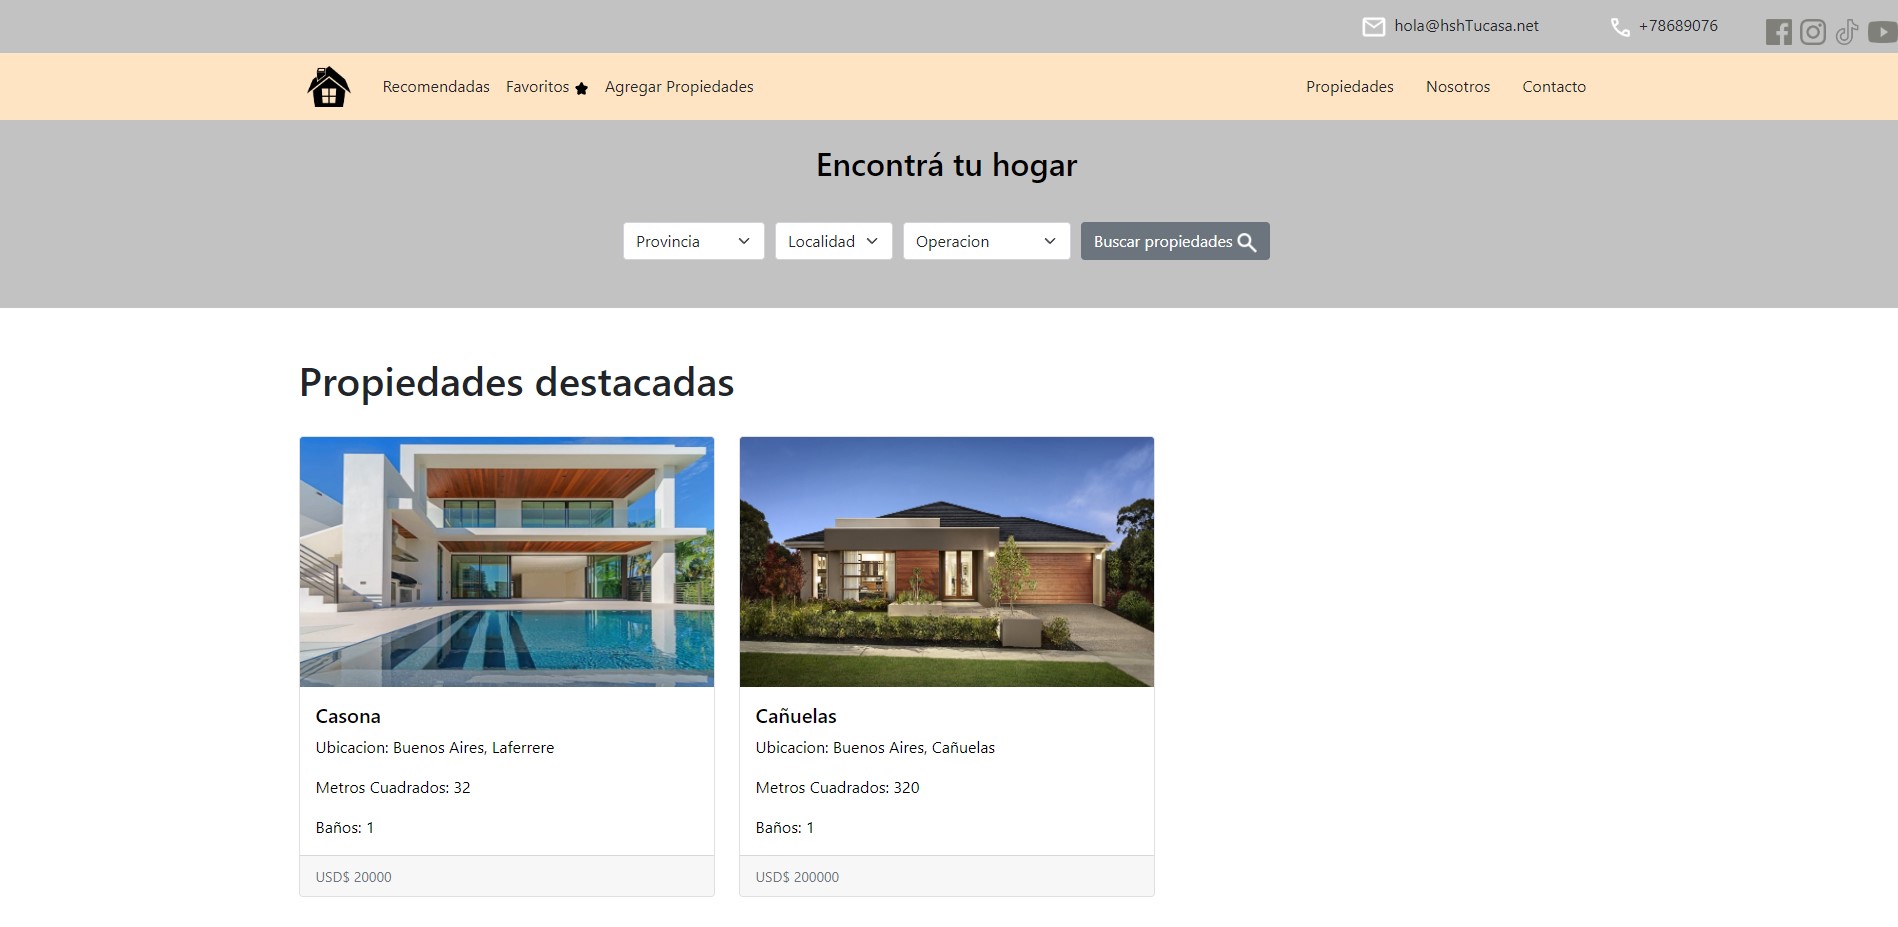 hola@hshTucasa.net
+78689076
Recomendadas Favoritos Agregar Propiedades Propiedades Nosotros Contacto
Encontrá tu hogar
Provincia Localidad Operacion Buscar propiedades
Propiedades destacadas
Casona
Ubicacion: Buenos Aires, Laferrere
Metros Cuadrados: 32
Baños: 1
USD$ 20000
Cañuelas
Ubicacion: Buenos Aires, Cañuelas
Metros Cuadrados: 320
Baños: 1
USD$ 200000